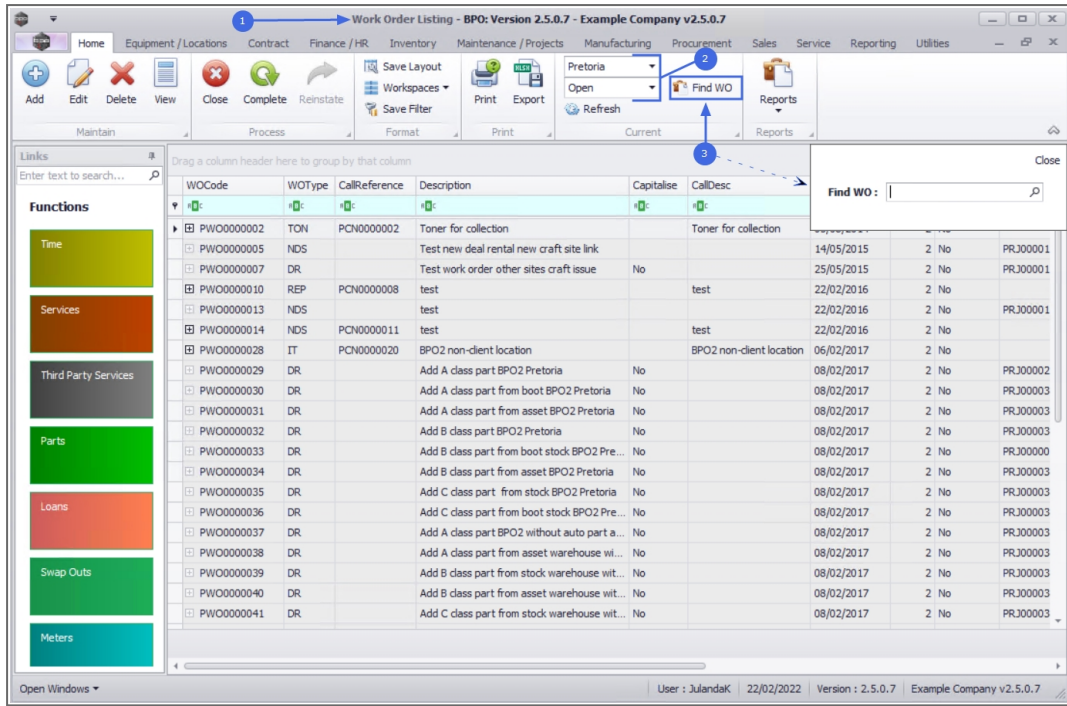 1 Work Order Listing - BPO: Version 2.5.0.7 - Example Company v2.5.0.7
Home Equipment / Locations Contract Finance / HR Inventory Maintenance / Projects Manufacturing Procurement Sales Service Reporting Utilities
Add Edit Delete View Close Complete Reinstate
Save Layout
Workspaces
Save Filter
Print Export
Pretoria
Open
Refresh
2
Find WO
Reports
Maintain Process Format Print Current Reports
3
Links
Enter text to search...
Drag a column header here to group by that column
Close
Find WO :
WOCode WOType CallReference Description Capitalise CallDesc
Functions
Time
Services
Third Party Services
Parts
Loans
Swap Outs
Meters
PWO0000002 TON PCN0000002 Toner for collection Toner for collection
PWO0000005 NDS Test new deal rental new craft site link 14/05/2015 2 No PRJ00001
PWO0000007 DR Test work order other sites craft issue No 25/05/2015 2 No PRJ00001
PWO0000010 REP PCN0000008 test test 22/02/2016 2 No
PWO0000013 NDS test 22/02/2016 2 No PRJ00001
PWO0000014 NDS PCN0000011 test test 22/02/2016 2 No
PWO0000028 IT PCN0000020 BPO2 non-client location BPO2 non-client location 06/02/2017 2 No
PWO0000029 DR Add A class part BPO2 Pretoria No 08/02/2017 2 No PRJ00002
PWO0000030 DR Add A class part from boot BPO2 Pretoria No 08/02/2017 2 No PRJ00003
PWO0000031 DR Add A class part from asset BPO2 Pretoria No 08/02/2017 2 No PRJ00003
PWO0000032 DR Add B class part BPO2 Pretoria No 08/02/2017 2 No PRJ00003
PWO0000033 DR Add B class part from boot stock BPO2 Pre... No 08/02/2017 2 No PRJ00000
PWO0000034 DR Add B class part from asset BPO2 Pretoria No 08/02/2017 2 No PRJ00003
PWO0000035 DR Add C class part from stock BPO2 Pretoria No 08/02/2017 2 No PRJ00003
PWO0000036 DR Add C class part from boot stock BPO2 Pre... No 08/02/2017 2 No PRJ00003
PWO0000037 DR Add A class part BPO2 without auto part a... No 08/02/2017 2 No PRJ00003
PWO0000038 DR Add A class part from asset warehouse wi... No 08/02/2017 2 No PRJ00003
PWO0000039 DR Add B class part from stock warehouse wit... No 08/02/2017 2 No PRJ00003
PWO0000040 DR Add B class part from asset warehouse wit... No 08/02/2017 2 No PRJ00003
PWO0000041 DR Add C class part from stock warehouse wit... No 08/02/2017 2 No PRJ00003
Open Windows User : JulandaK 22/02/2022 Version : 2.5.0.7 Example Company v2.5.0.7